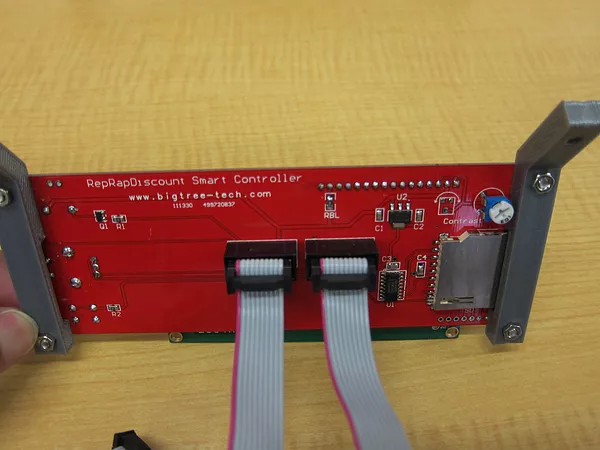 RepRapDiscount Smart Controller
www.bigtree-tech.com
111330 495720837
Q1
R1
RBL
C1
U2
C2
Contrast
C3
C4
U1
R2